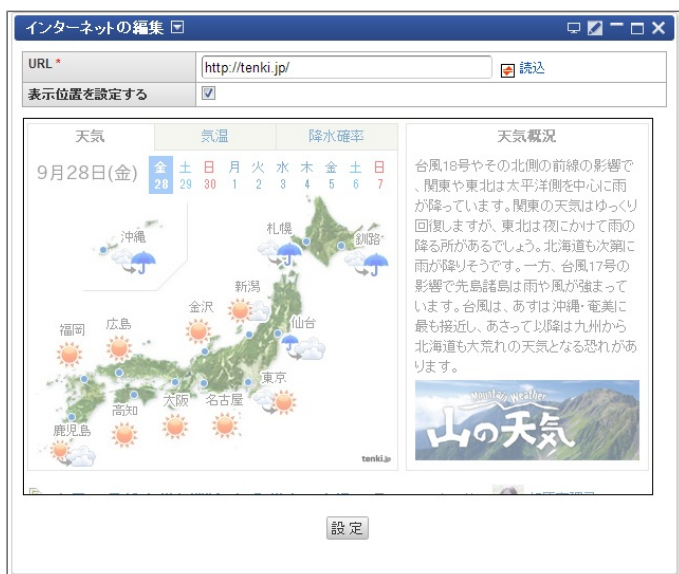 インターネットの編集
URL *
http://tenki.jp/
読込
表示位置を設定する
天気 気温 降水確率
9月28日(金)
金 土 日 月 火 水 木 金 土 日
28 29 30 1 2 3 4 5 6 7
沖縄
札幌
釧路
新潟
金沢
仙台
福岡
広島
東京
大阪
名古屋
高知
鹿児島
tenki.jp
天気概況
台風18号やその北側の前線の影響で
、関東や東北は太平洋側を中心に雨
が降っています。関東の天気はゆっくり
回復しますが、東北は夜にかけて雨の
降る所があるでしょう。北海道も次第に
雨が降りそうです。一方、台風17号の
影響で先島諸島は雨や風が強まって
います。台風は、あすは沖縄・奄美に
最も接近し、あさって以降は九州から
北海道も大荒れの天気となる恐れがあ
ります。
Mountain Weather
山の天気
設定